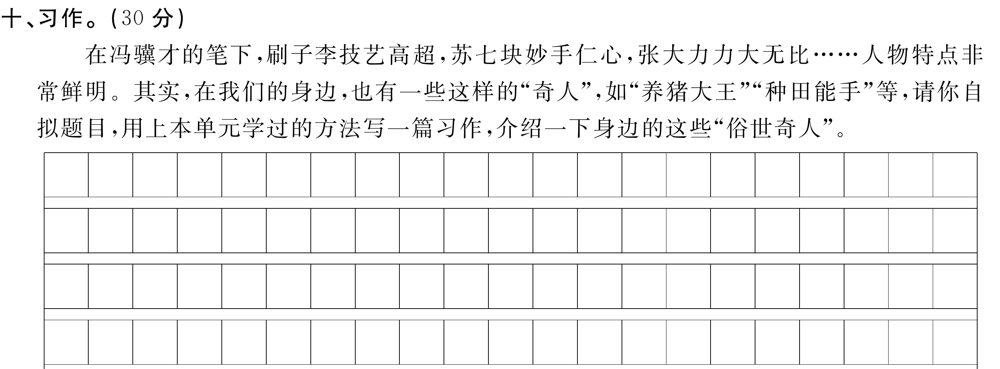 十、习作。(30 分)
在冯骥才的笔下,刷子李技艺高超,苏七块妙手仁心,张大力力大无比……人物特点非
常鲜明。其实,在我们的身边,也有一些这样的“奇人”,如“养猪大王”“种田能手”等,请你自
拟题目,用上本单元学过的方法写一篇习作,介绍一下身边的这些“俗世奇人”。